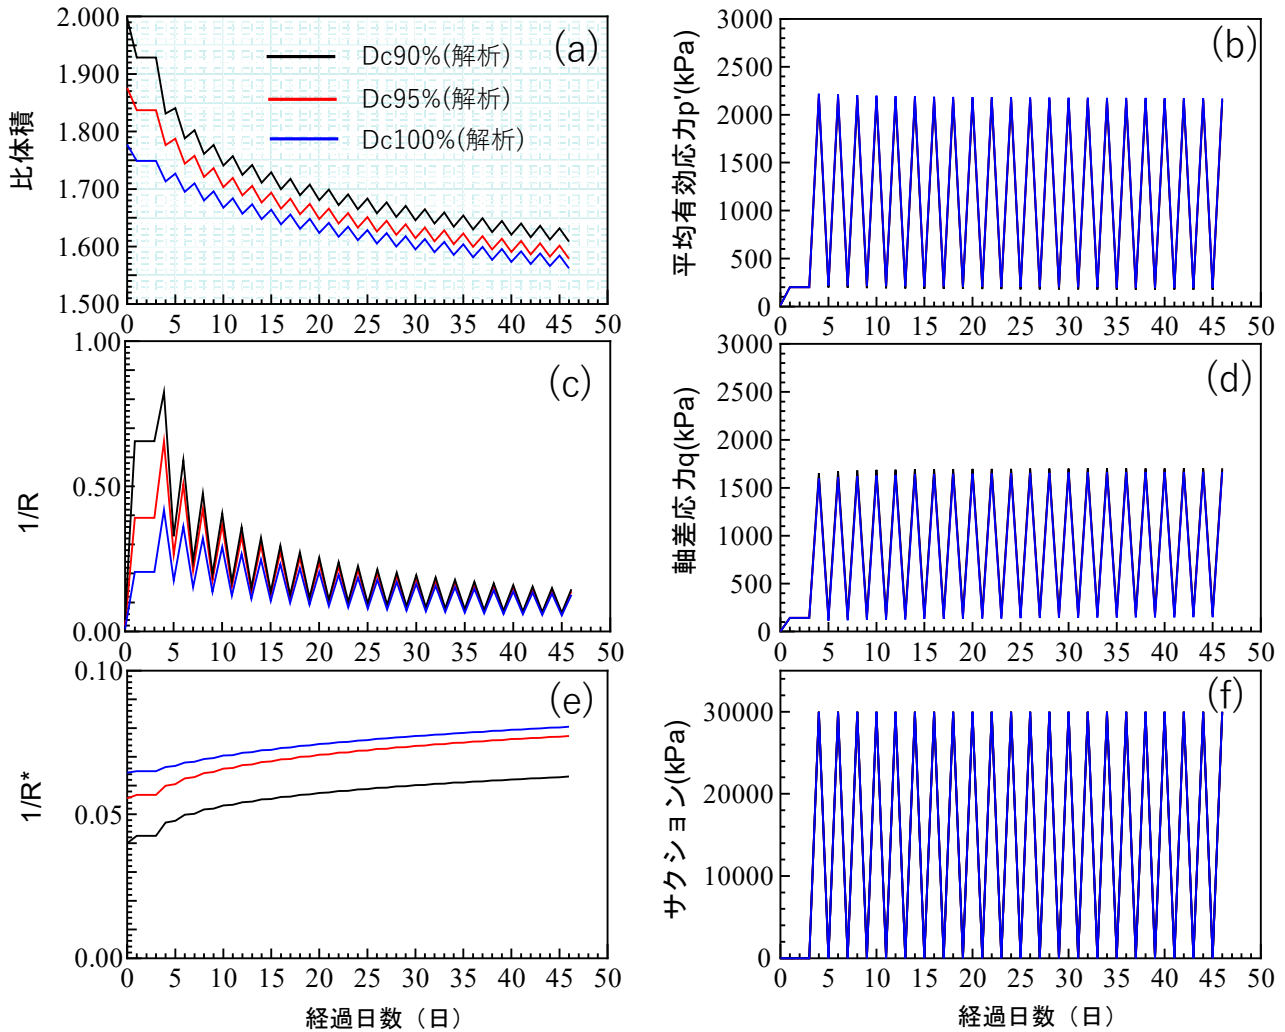 (a)
比体積
2.000
1.900
1.800
1.700
1.600
1.500
Dc90%(解析)
Dc95%(解析)
Dc100%(解析)
0 5 10 15 20 25 30 35 40 45 50
(b)
平均有効応力p'(kPa)
3000
2500
2000
1500
1000
500
0
0 5 10 15 20 25 30 35 40 45 50
(c)
1/R
1.00
0.50
0.00
0 5 10 15 20 25 30 35 40 45 50
(d)
軸差応力q(kPa)
3000
2500
2000
1500
1000
500
0
0 5 10 15 20 25 30 35 40 45 50
(e)
1/R*
0.10
0.05
0.00
0 5 10 15 20 25 30 35 40 45 50
経過日数（日）
(f)
サクション(kPa)
30000
20000
10000
0
0 5 10 15 20 25 30 35 40 45 50
経過日数（日）